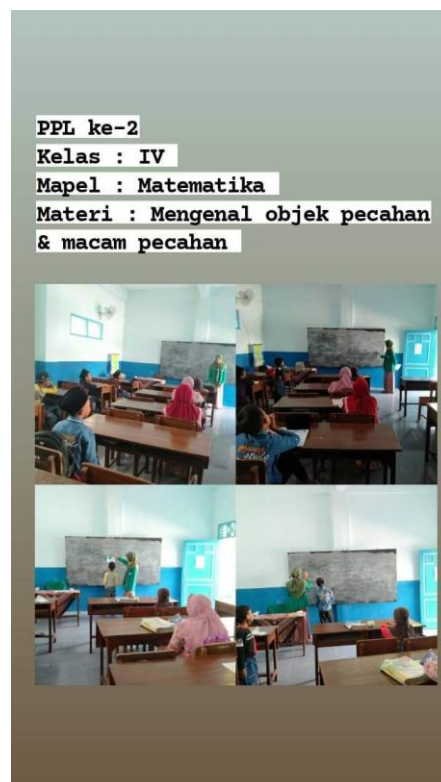 PPL ke-2
Kelas : IV
Mapel : Matematika
Materi : Mengenal objek pecahan
& macam pecahan